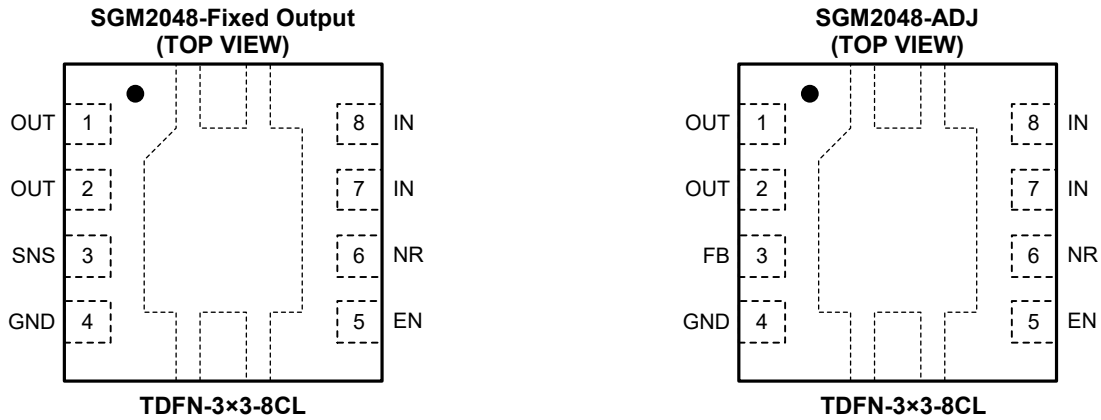 SGM2048-Fixed Output
(TOP VIEW)
OUT 1 8 IN
OUT 2 7 IN
SNS 3 6 NR
GND 4 5 EN
TDFN-3×3-8CL
SGM2048-ADJ
(TOP VIEW)
OUT 1 8 IN
OUT 2 7 IN
FB 3 6 NR
GND 4 5 EN
TDFN-3×3-8CL